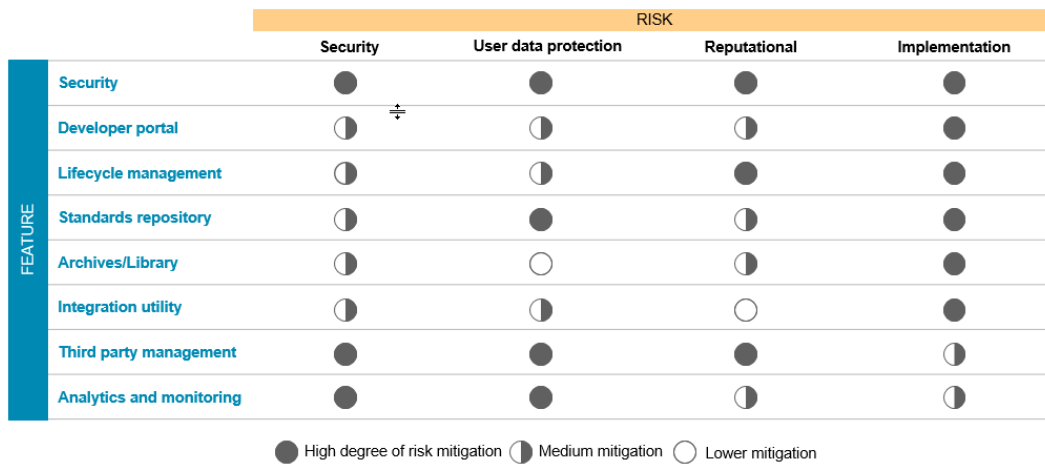 RISK
Security User data protection Reputational Implementation
FEATURE
Security
Developer portal
Lifecycle management
Standards repository
Archives/Library
Integration utility
Third party management
Analytics and monitoring
High degree of risk mitigation Medium mitigation Lower mitigation